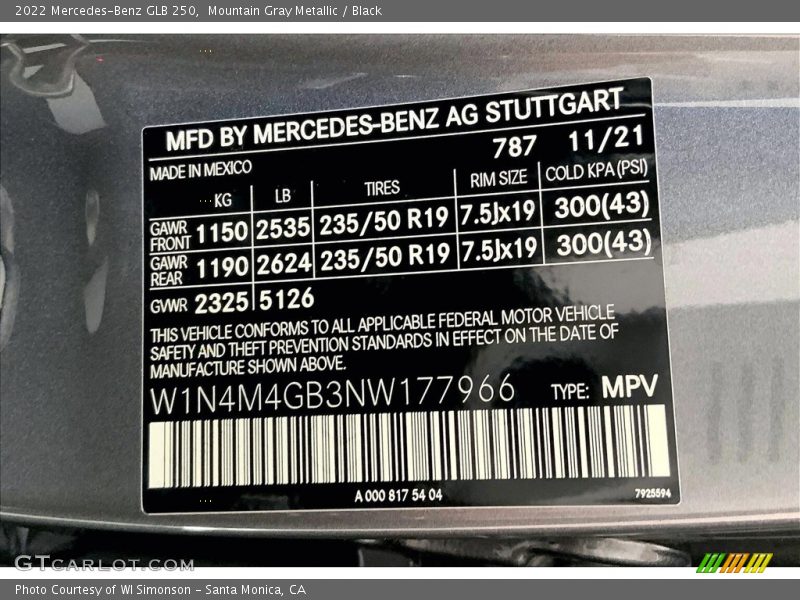 2022 Mercedes-Benz GLB 250,  Mountain Gray Metallic / Black
MFD BY MERCEDES-BENZ AG STUTTGART
787 11/21
MADE IN MEXICO
KG LB TIRES RIM SIZE COLD KPA (PSI)
GAWR FRONT 1150 2535 235/50 R19 7.5Jx19 300(43)
GAWR REAR 1190 2624 235/50 R19 7.5Jx19 300(43)
GVWR 2325 5126
THIS VEHICLE CONFORMS TO ALL APPLICABLE FEDERAL MOTOR VEHICLE
SAFETY AND THEFT PREVENTION STANDARDS IN EFFECT ON THE DATE OF
MANUFACTURE SHOWN ABOVE.
W1N4M4GB3NW177966 TYPE: MPV
A 000 817 54 04 7925594
GTCARLOT.COM
Photo Courtesy of WI Simonson - Santa Monica, CA